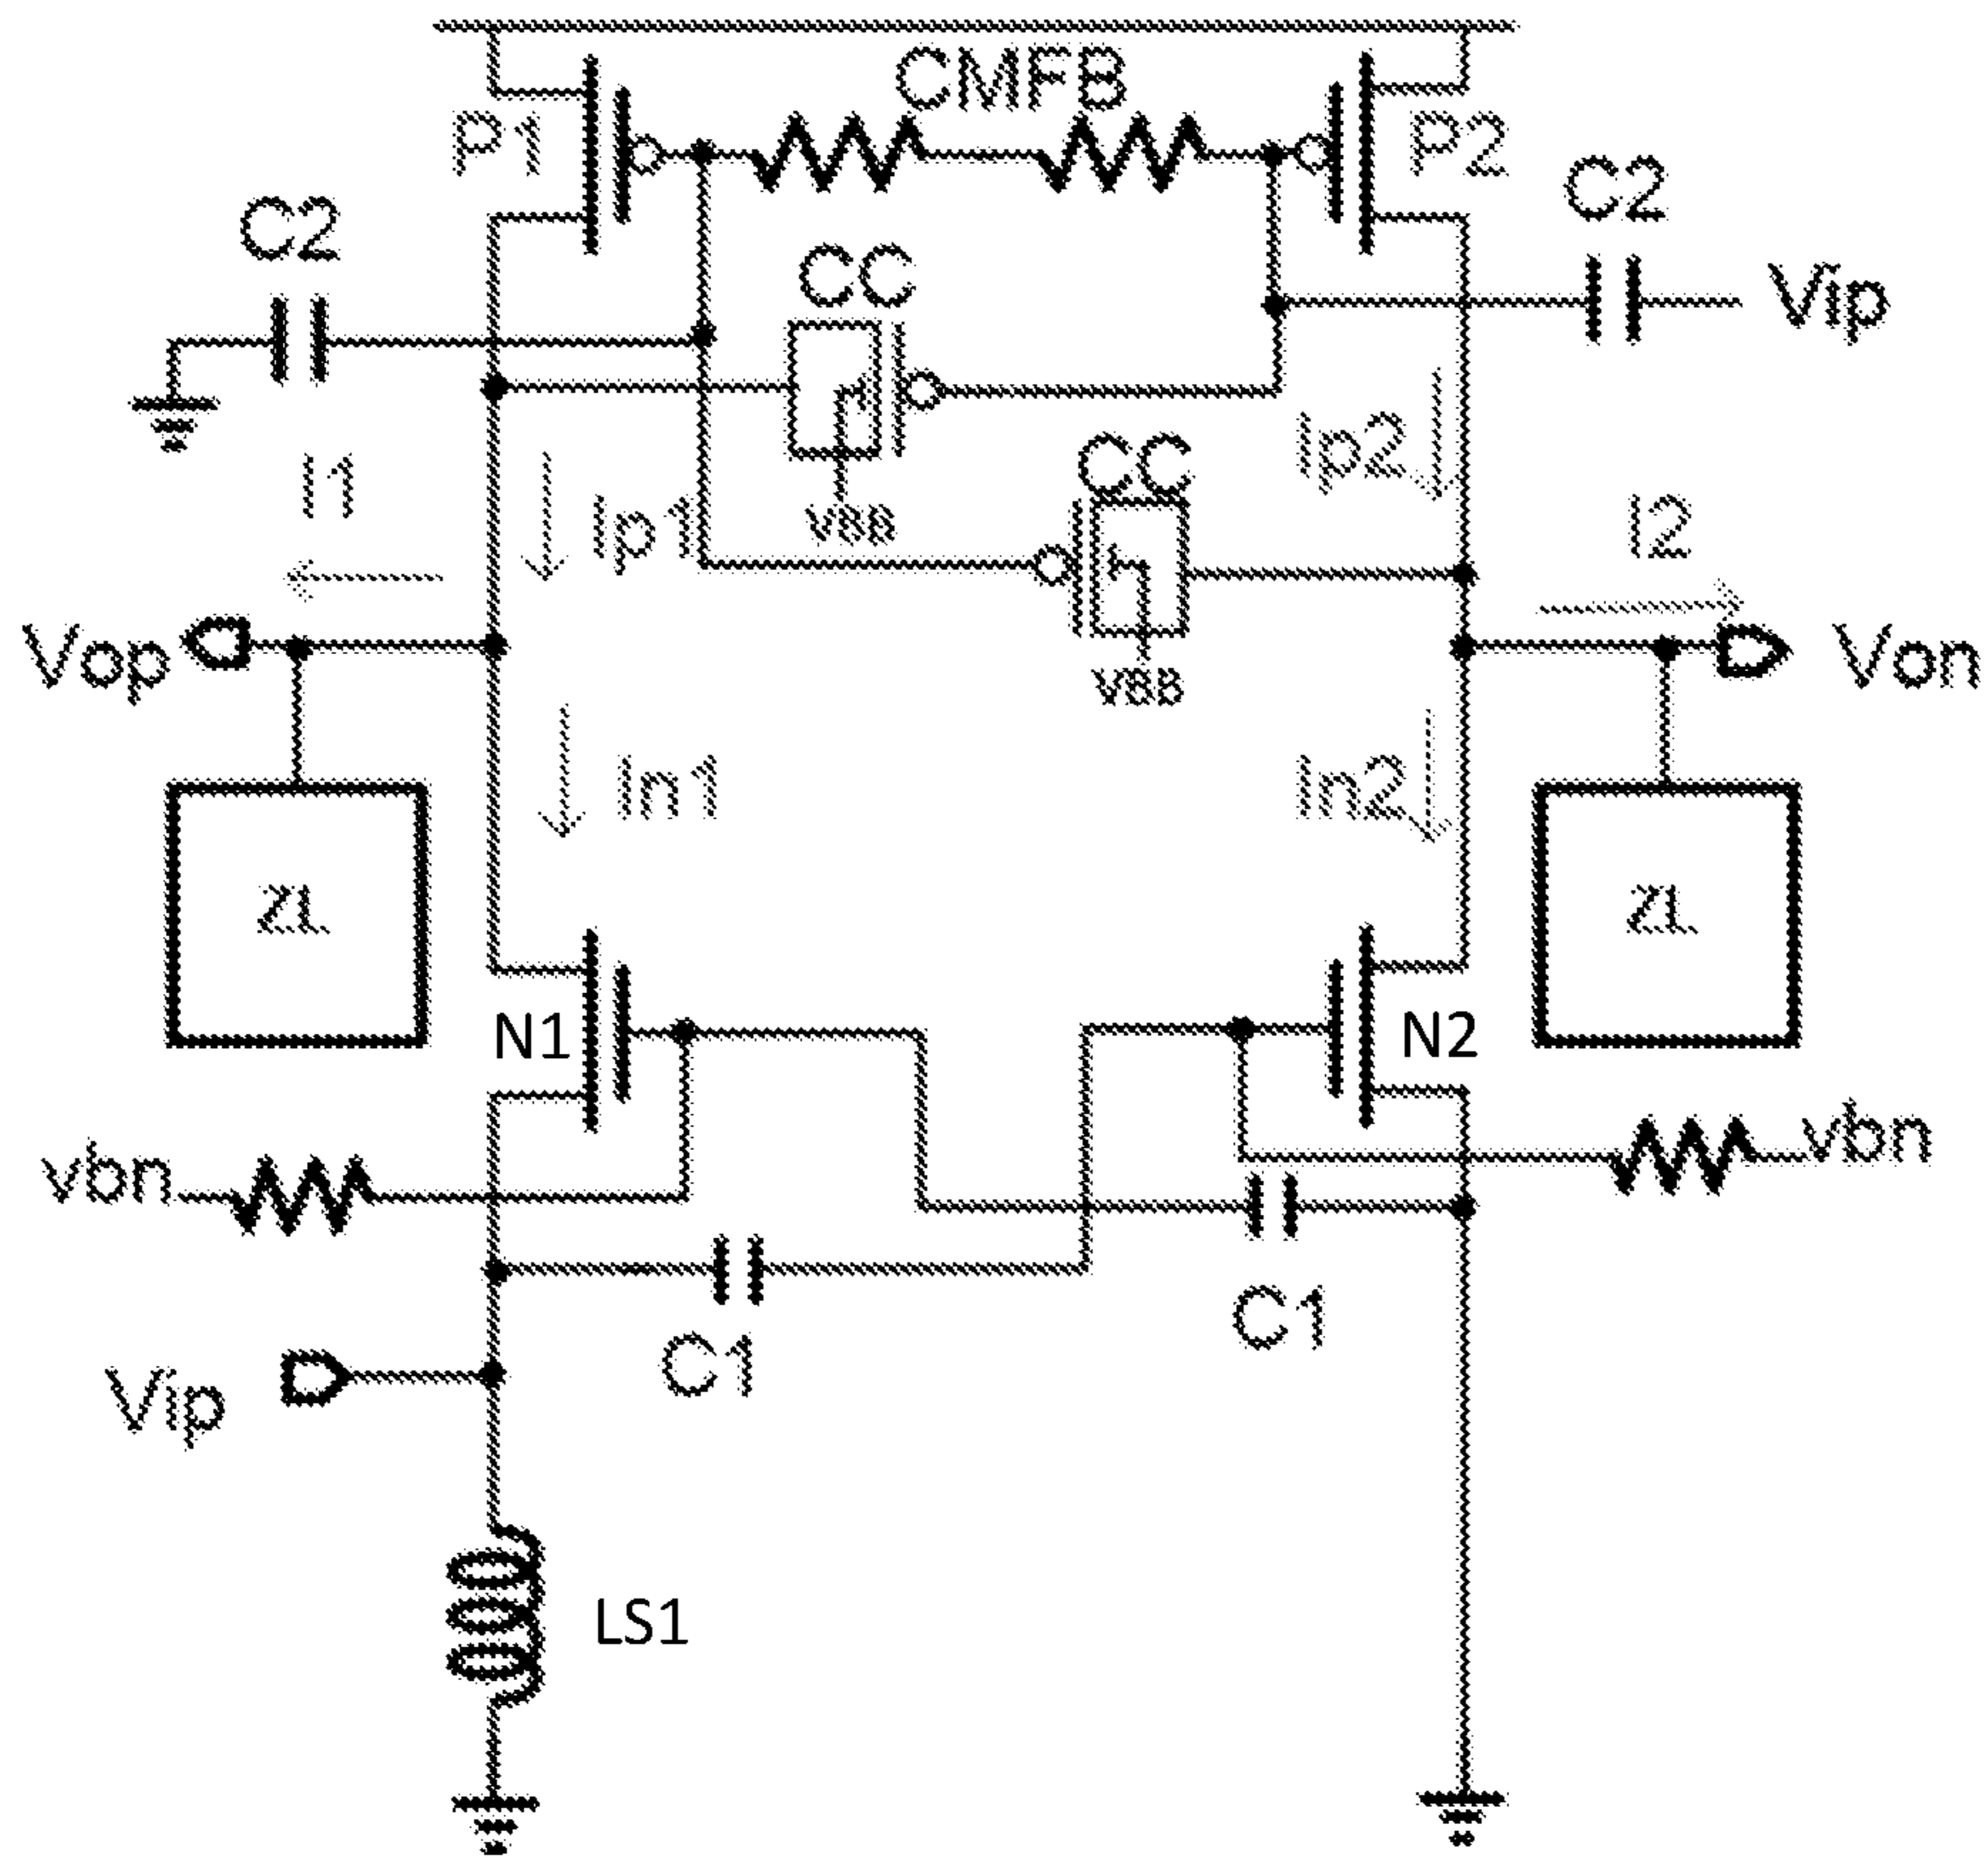 CMFB
P1
P2
C2
C2
CC
Vip
Ip2
CC
I1
Ip1
VBB
I2
Vop
VBB
Von
In1
In2
ZL
ZL
N1
N2
vbn
vbn
C1
C1
Vip
LS1